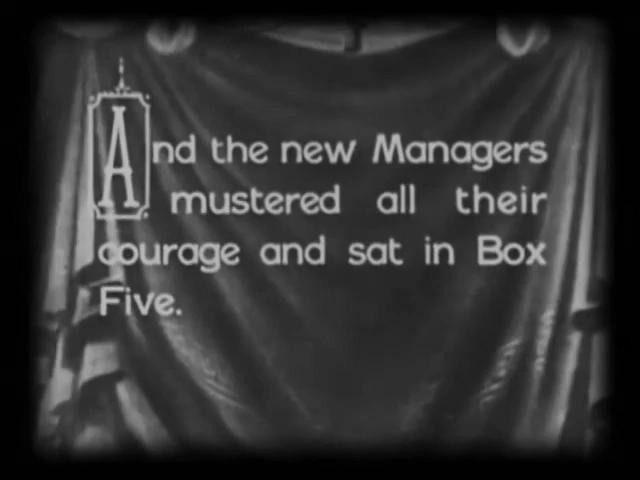 And the new Managers
mustered all their
courage and sat in Box
Five.